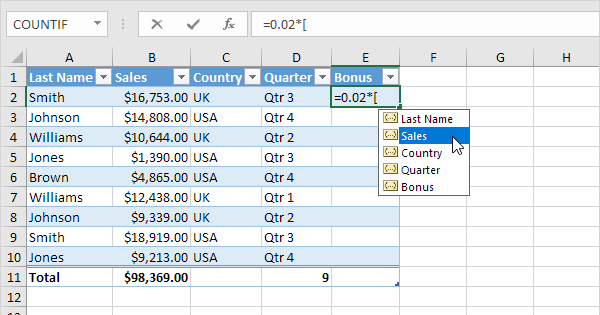 COUNTIF fx =0.02*[
A B C D E F G H
1 Last Name Sales Country Quarter Bonus
2 Smith $16,753.00 UK Qtr 3 =0.02*[
3 Johnson $14,808.00 USA Qtr 4 Last Name
4 Williams $10,644.00 UK Qtr 2 Sales
5 Jones $1,390.00 USA Qtr 3 Country
6 Brown $4,865.00 USA Qtr 4 Quarter
7 Williams $12,438.00 UK Qtr 1 Bonus
8 Johnson $9,339.00 UK Qtr 2
9 Smith $18,919.00 USA Qtr 3
10 Jones $9,213.00 USA Qtr 4
11 Total $98,369.00 9
12
13